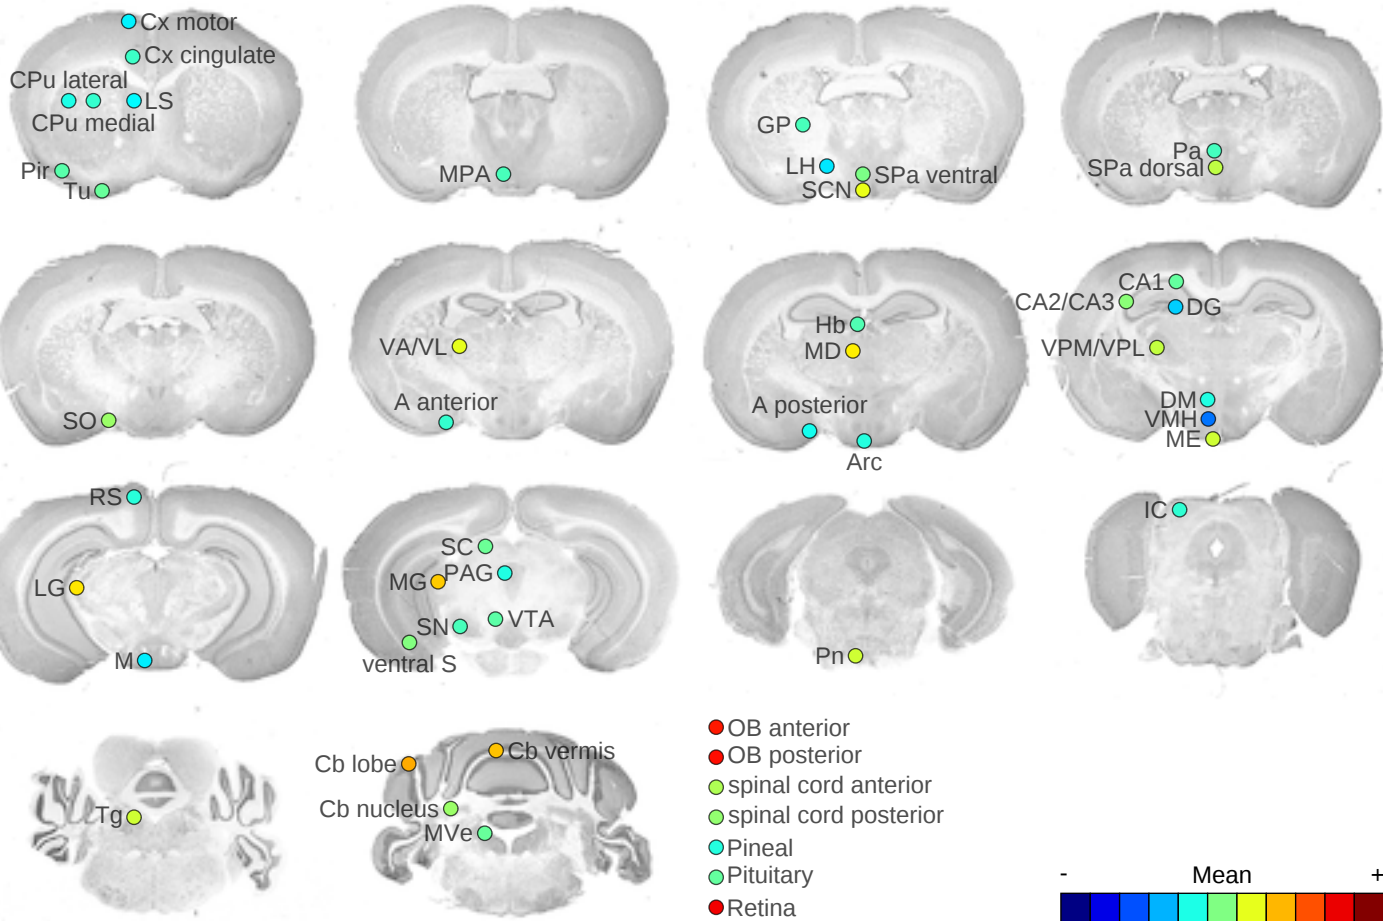 Cx motor
Cx cingulate
CPu lateral
LS
CPu medial
Pir
Tu
MPA
GP
LH
SPa ventral
SCN
Pa
SPa dorsal
SO
VA/VL
A anterior
Hb
MD
A posterior
Arc
CA1
CA2/CA3
DG
VPM/VPL
DM
VMH
ME
RS
LG
M
SC
PAG
MG
VTA
SN
ventral S
Pn
IC
Tg
Cb vermis
Cb lobe
Cb nucleus
MVe
OB anterior
OB posterior
spinal cord anterior
spinal cord posterior
Pineal
Pituitary
Retina
- Mean +